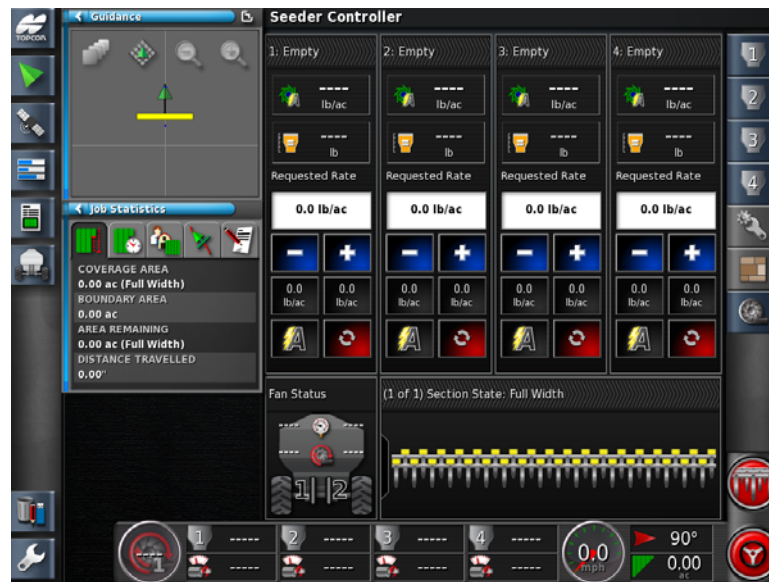 TOPCON
Guidance
Seeder Controller
1: Empty
2: Empty
3: Empty
4: Empty
----
lb/ac
----
lb/ac
----
lb/ac
----
lb/ac
----
lb
----
lb
----
lb
----
lb
Requested Rate
Requested Rate
Requested Rate
Requested Rate
0.0 lb/ac
0.0 lb/ac
0.0 lb/ac
0.0 lb/ac
0.0
lb/ac
0.0
lb/ac
0.0
lb/ac
0.0
lb/ac
0.0
lb/ac
0.0
lb/ac
0.0
lb/ac
0.0
lb/ac
A
A
A
A
1
2
3
4
Job Statistics
COVERAGE AREA
0.00 ac (Full Width)
BOUNDARY AREA
0.00 ac
AREA REMAINING
0.00 ac (Full Width)
DISTANCE TRAVELLED
0.00"
Fan Status
---- ----
---- ----
1 2
(1 of 1) Section State: Full Width
----
1
1 -----
-----
2 -----
-----
3 -----
-----
4 -----
-----
0.0
mph
90°
0.00
ac